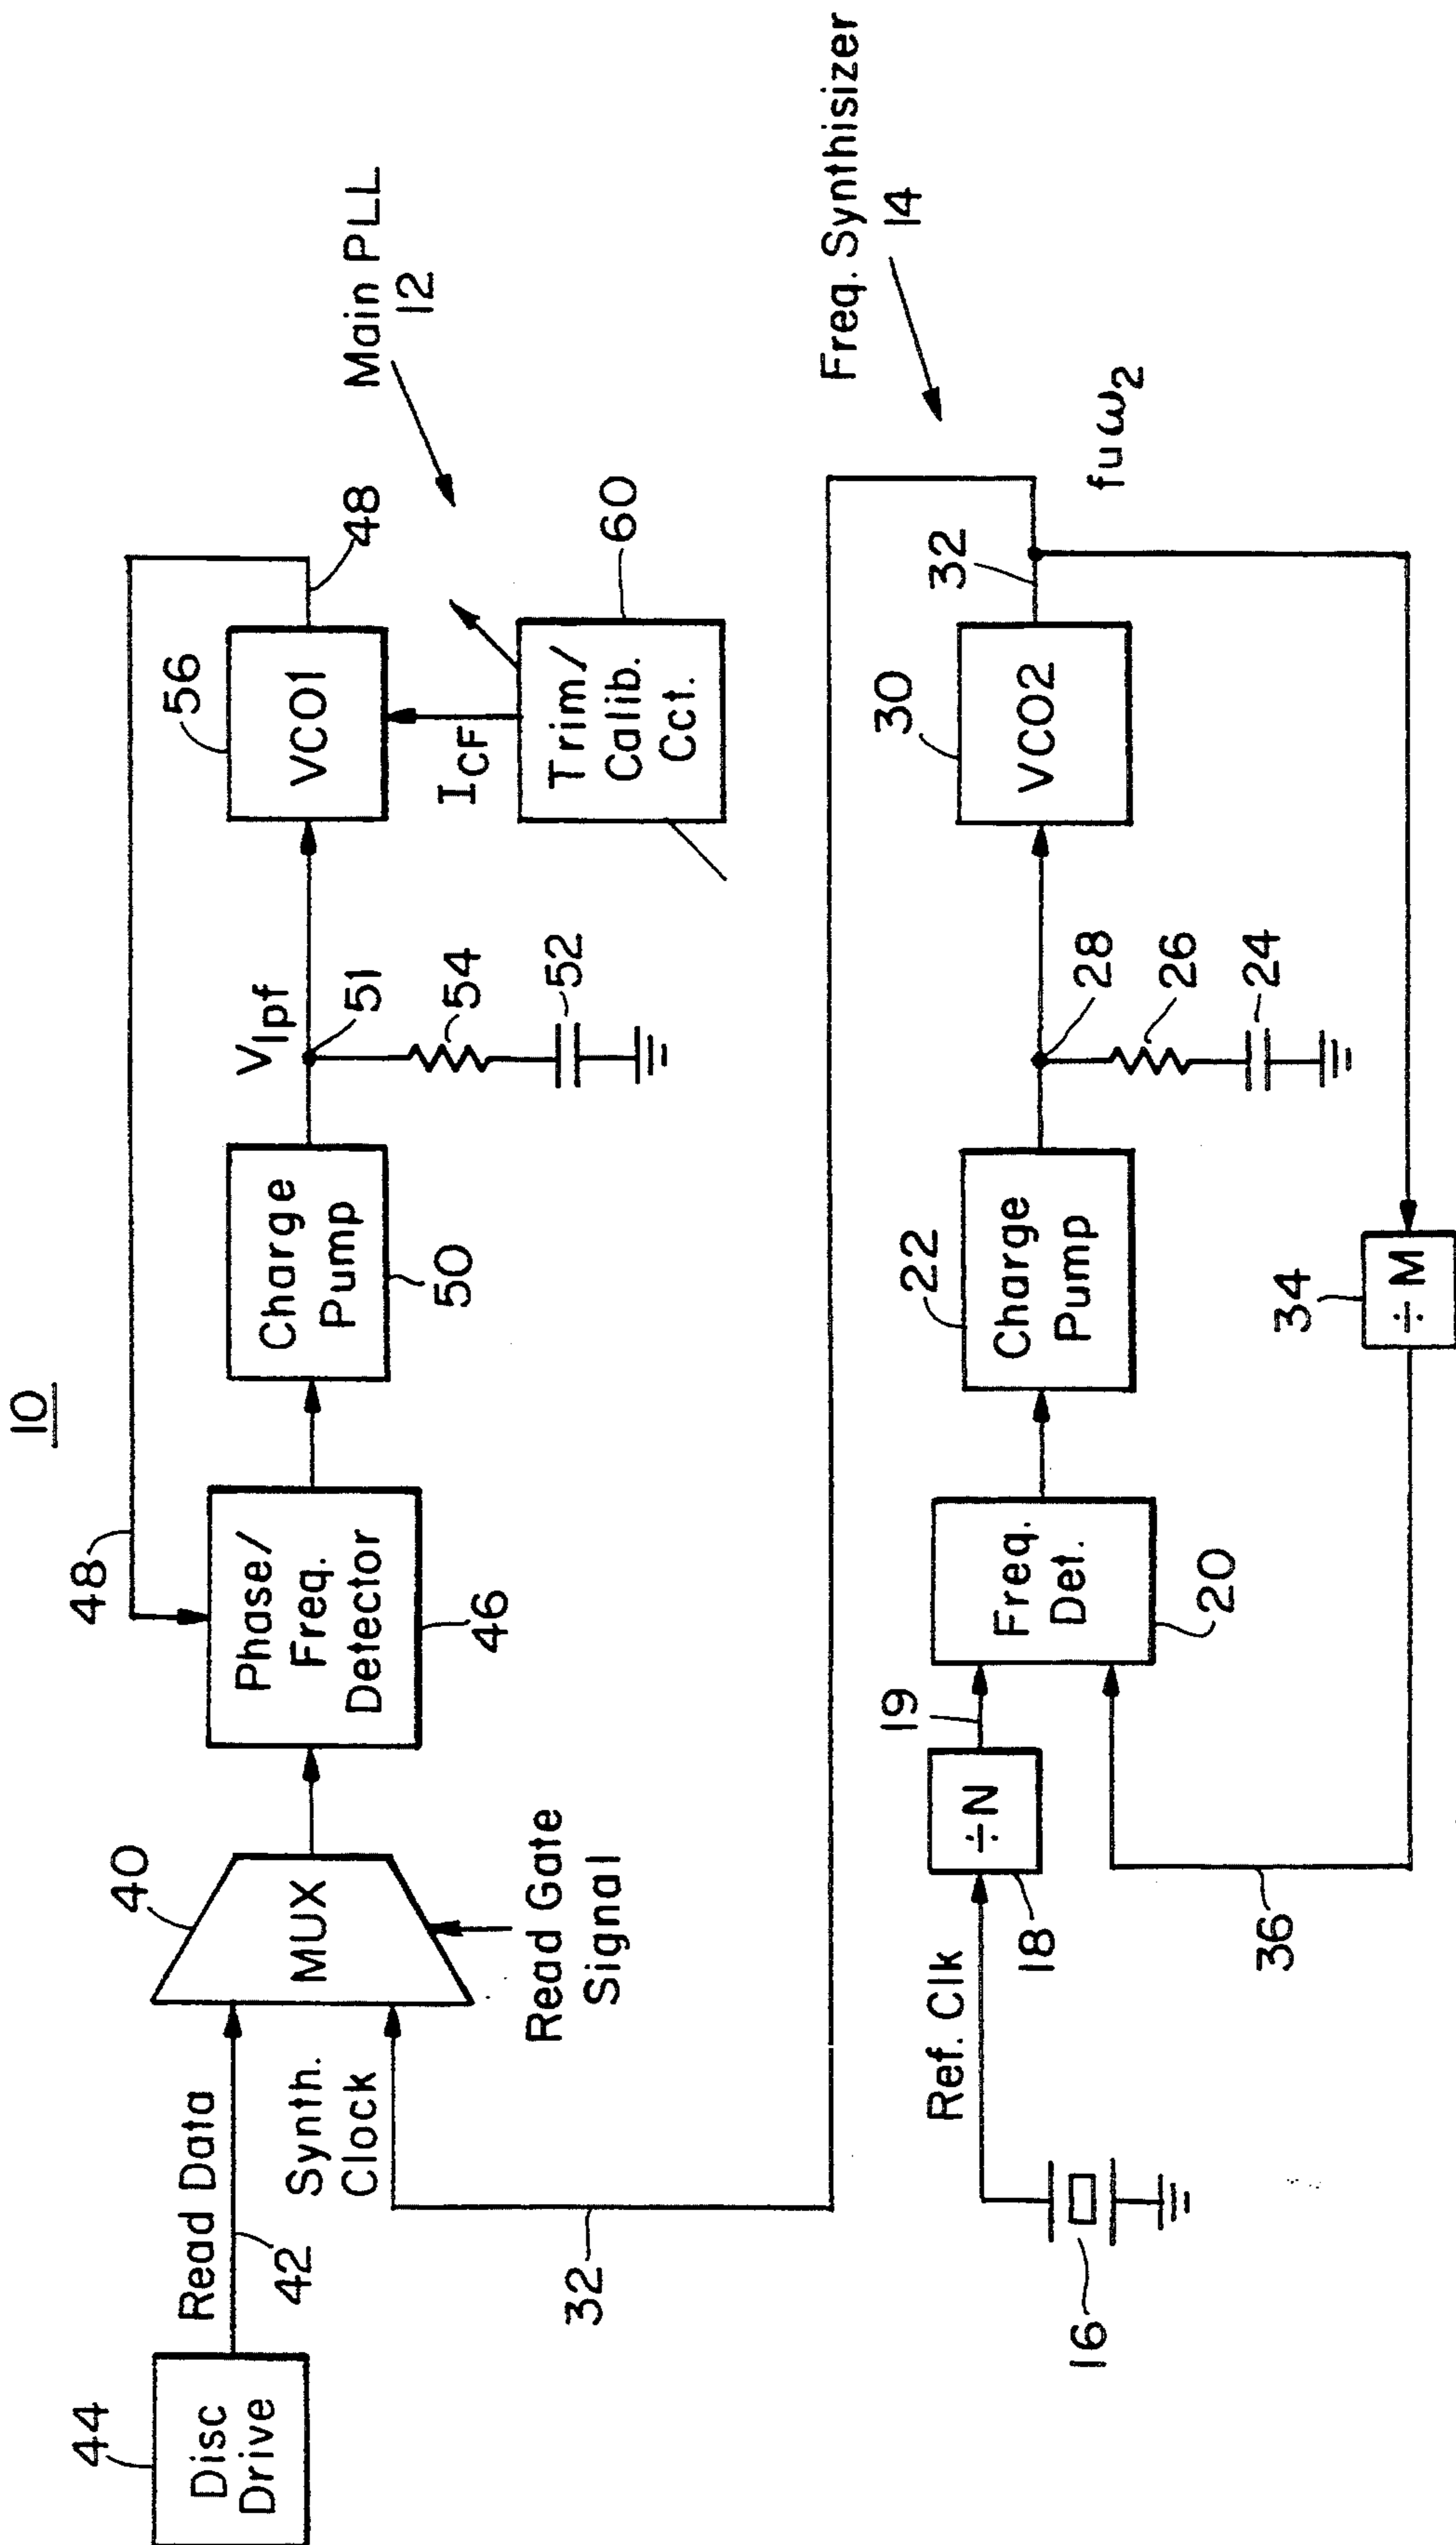 10
44
Disc
Drive
Read Data
42
Synth.
Clock
40
MUX
Read Gate
Signal
48
Phase/
Freq.
Detector
46
Charge
Pump
50
Vlpf
51
54
52
56
VCO1
48
ICF
Trim/
Calib.
Cct.
60
Main PLL
12
32
Freq. Synthisizer
14
16
Ref. Clk
÷N
18
19
Freq.
Det.
20
22
Charge
Pump
28
26
24
30
VCO2
32
fuω2
34
÷M
36